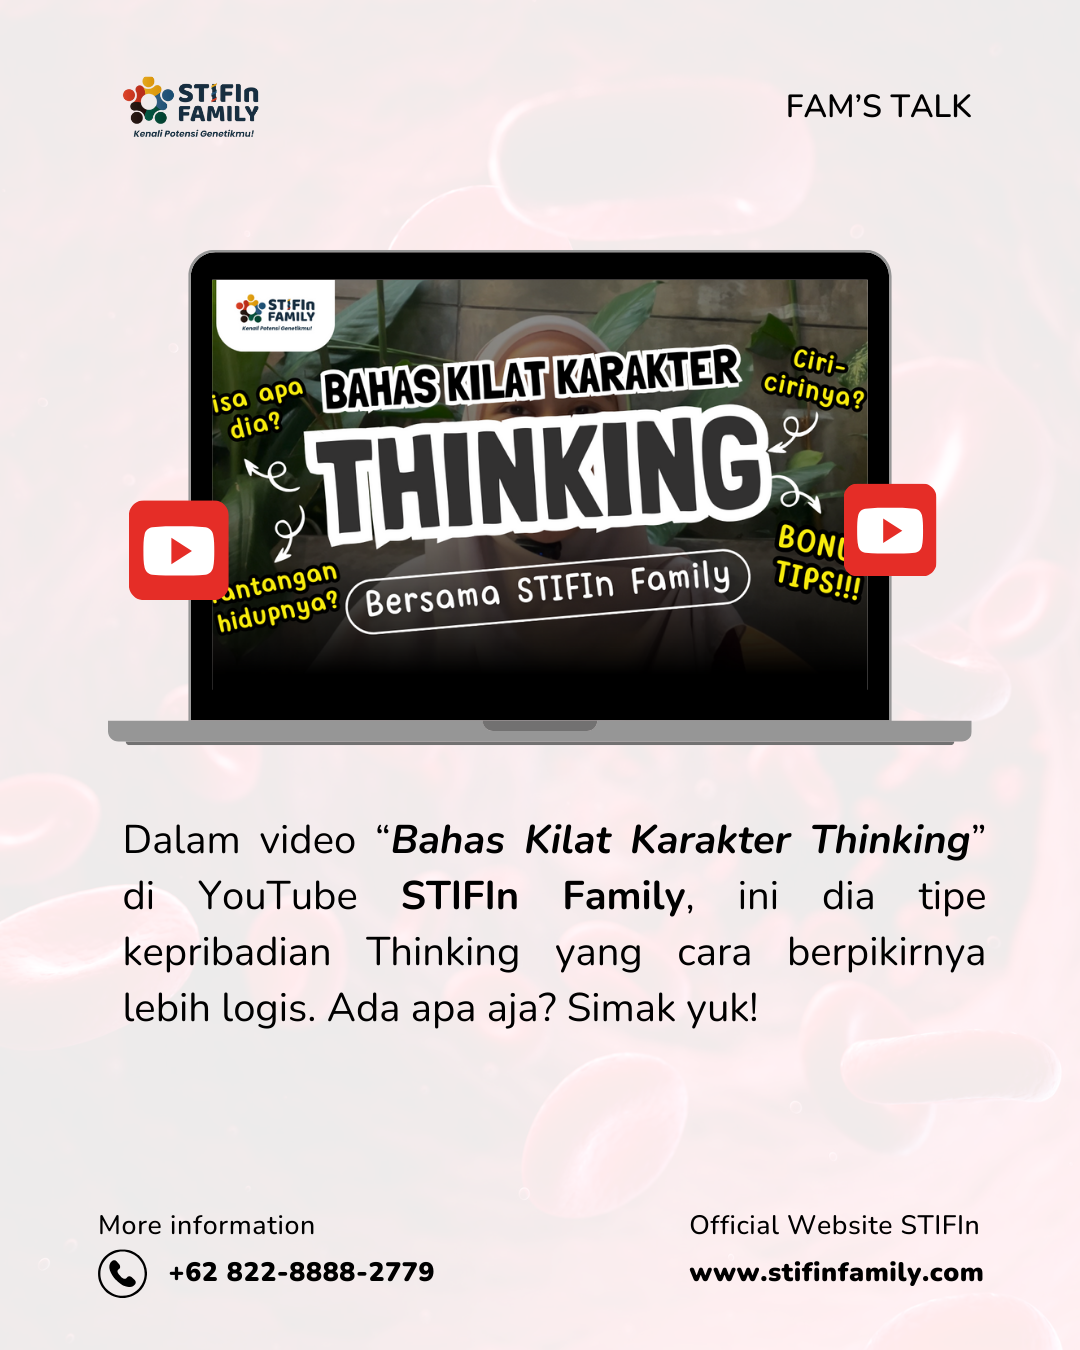 STIFIn
FAMILY
Kenali Potensi Genetikmu!
FAM'S TALK
STIFIn
FAMILY
Kenali Potensi Genetikmu!
BAHAS KILAT KARAKTER
THINKING
Bersama STIFIn Family
isa apa
dia?
Ciri-
cirinya?
antangan
hidupnya?
BONU
TIPS!!!
Dalam video “Bahas Kilat Karakter Thinking”
di YouTube STIFIn Family, ini dia tipe
kepribadian Thinking yang cara berpikirnya
lebih logis. Ada apa aja? Simak yuk!
More information
+62 822-8888-2779
Official Website STIFIn
www.stifinfamily.com